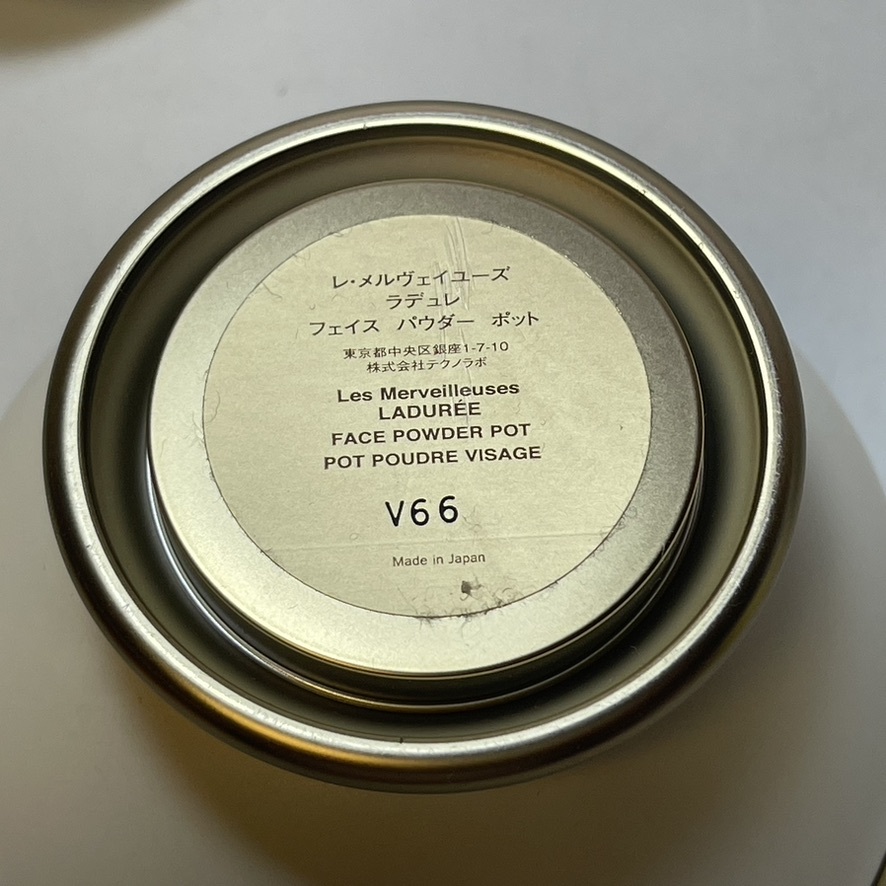 レ・メルヴェイユーズ
ラデュレ
フェイス パウダー ポット
東京都中央区銀座1-7-10
株式会社テクノラボ
Les Merveilleuses
LADURÉE
FACE POWDER POT
POT POUDRE VISAGE
V66
Made in Japan